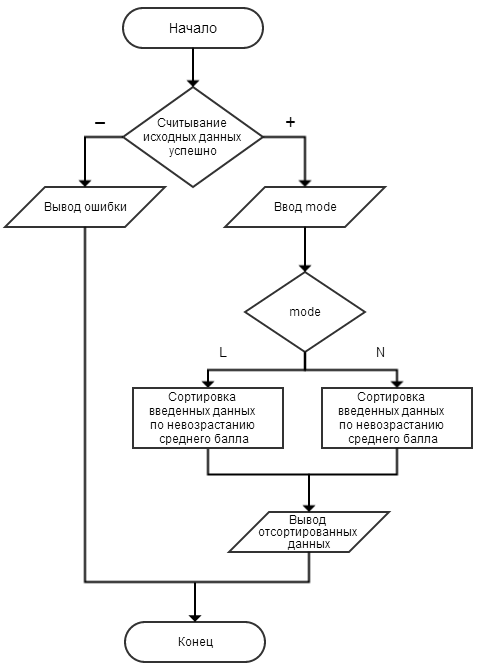 Начало
Считывание
исходных данных
успешно
–
+
Вывод ошибки
Ввод mode
mode
L
N
Сортировка
введенных данных
по невозрастанию
среднего балла
Сортировка
введенных данных
по невозрастанию
среднего балла
Вывод
отсортированных
данных
Конец